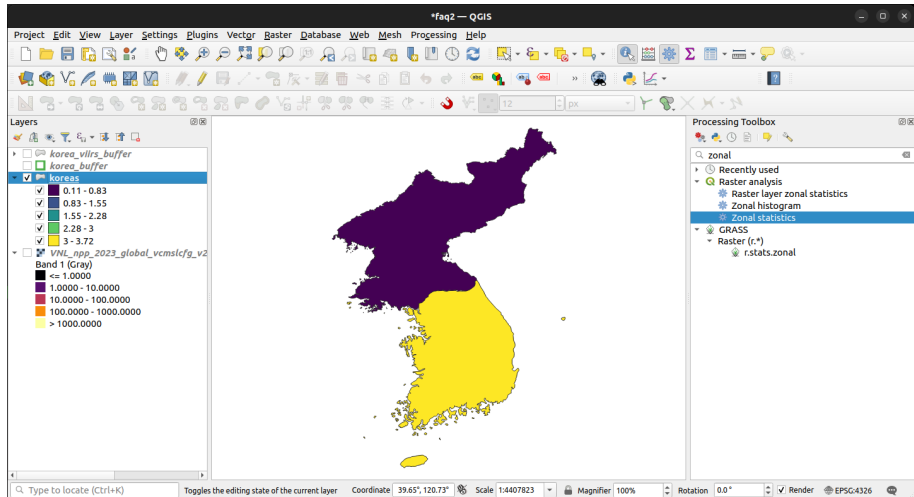 *faq2 — QGIS
Project Edit View Layer Settings Plugins Vector Raster Database Web Mesh Processing Help
abc abc abc »
12 px
Layers
korea_viirs_buffer
korea_buffer
koreas
0.11 - 0.83
0.83 - 1.55
1.55 - 2.28
2.28 - 3
3 - 3.72
VNL_npp_2023_global_vcmslcfg_v2
Band 1 (Gray)
<= 1.0000
1.0000 - 10.0000
10.0000 - 100.0000
100.0000 - 1000.0000
> 1000.0000
Processing Toolbox
zonal
Recently used
Raster analysis
Raster layer zonal statistics
Zonal histogram
Zonal statistics
GRASS
Raster (r.*)
r.stats.zonal
Type to locate (Ctrl+K) Toggles the editing state of the current layer Coordinate 39.65°, 120.73° Scale 1:4407823 Magnifier 100% Rotation 0.0° Render EPSG:4326